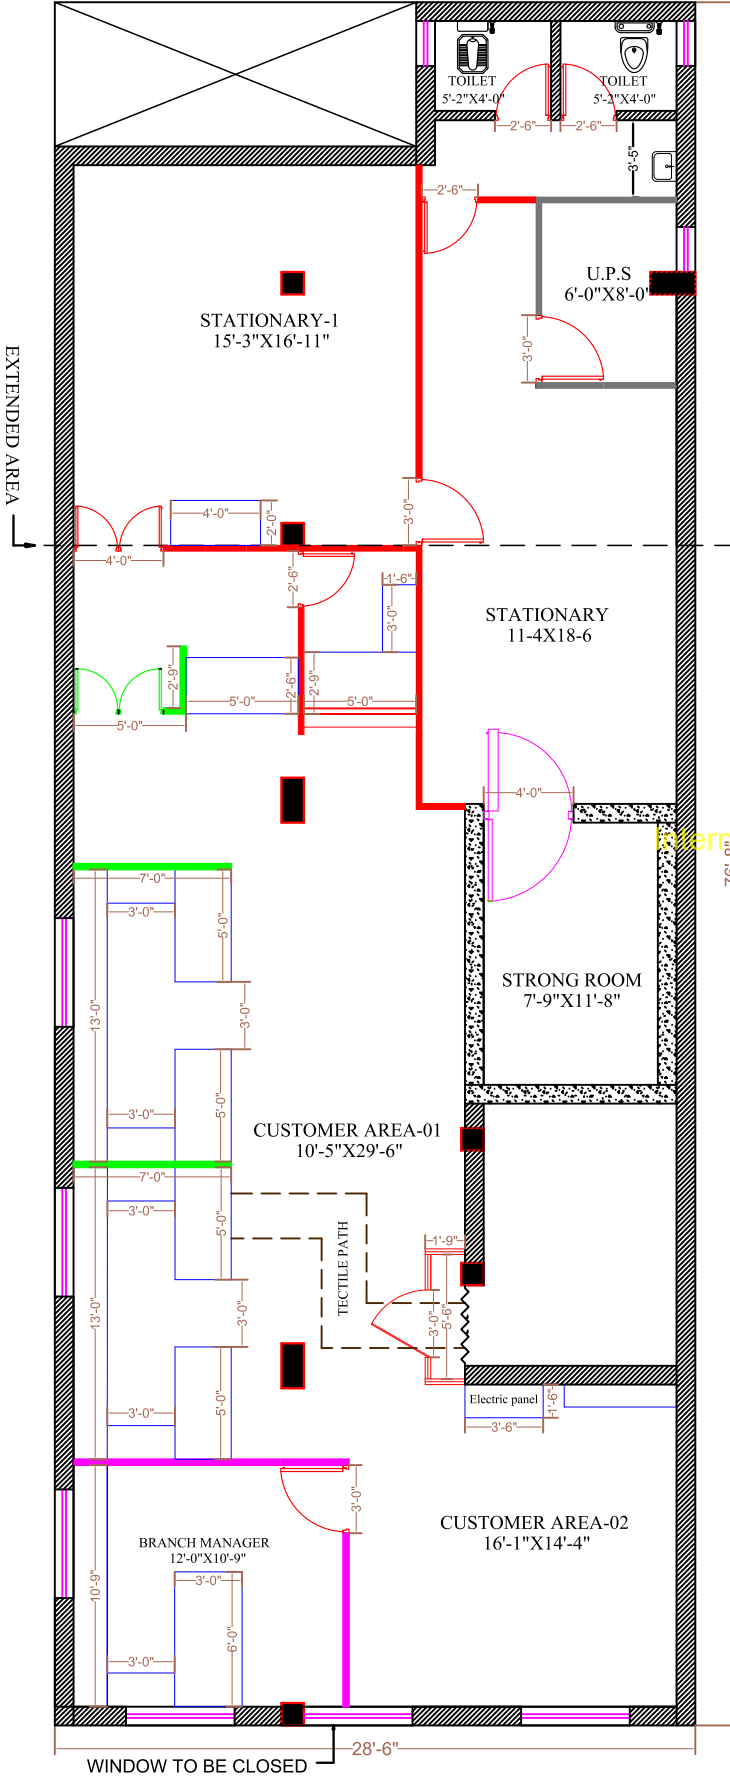 TOILET
5'-2"X4'-0"
TOILET
5'-2"X4'-0"
2'-6"
2'-6"
3'-5"
2'-6"
U.P.S
6'-0"X8'-0"
3'-0"
STATIONARY-1
15'-3"X16'-11"
EXTENDED AREA
4'-0"
2'-0"
3'-0"
4'-0"
2'-6"
1'-6"
3'-0"
STATIONARY
11-4X18-6
2'-9"
5'-0"
2'-6"
2'-9"
5'-0"
5'-0"
4'-0"
Intern
7'-0"
3'-0"
5'-0"
13'-0"
3'-0"
STRONG ROOM
7'-9"X11'-8"
3'-0"
5'-0"
CUSTOMER AREA-01
10'-5"X29'-6"
7'-0"
3'-0"
5'-0"
TECTILE PATH
1'-9"
13'-0"
3'-0"
3'-0"
5'-6"
3'-0"
5'-0"
Electric panel
1'-6"
3'-6"
3'-0"
CUSTOMER AREA-02
16'-1"X14'-4"
BRANCH MANAGER
12'-0"X10'-9"
3'-0"
10'-9"
6'-0"
3'-0"
28'-6"
WINDOW TO BE CLOSED